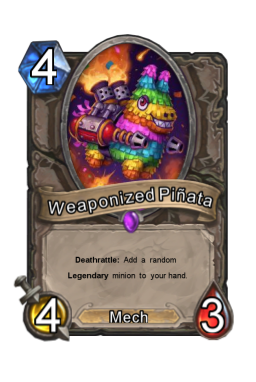 4
Weaponized Piñata
Deathrattle: Add a random
Legendary minion to your hand.
4
Mech
3